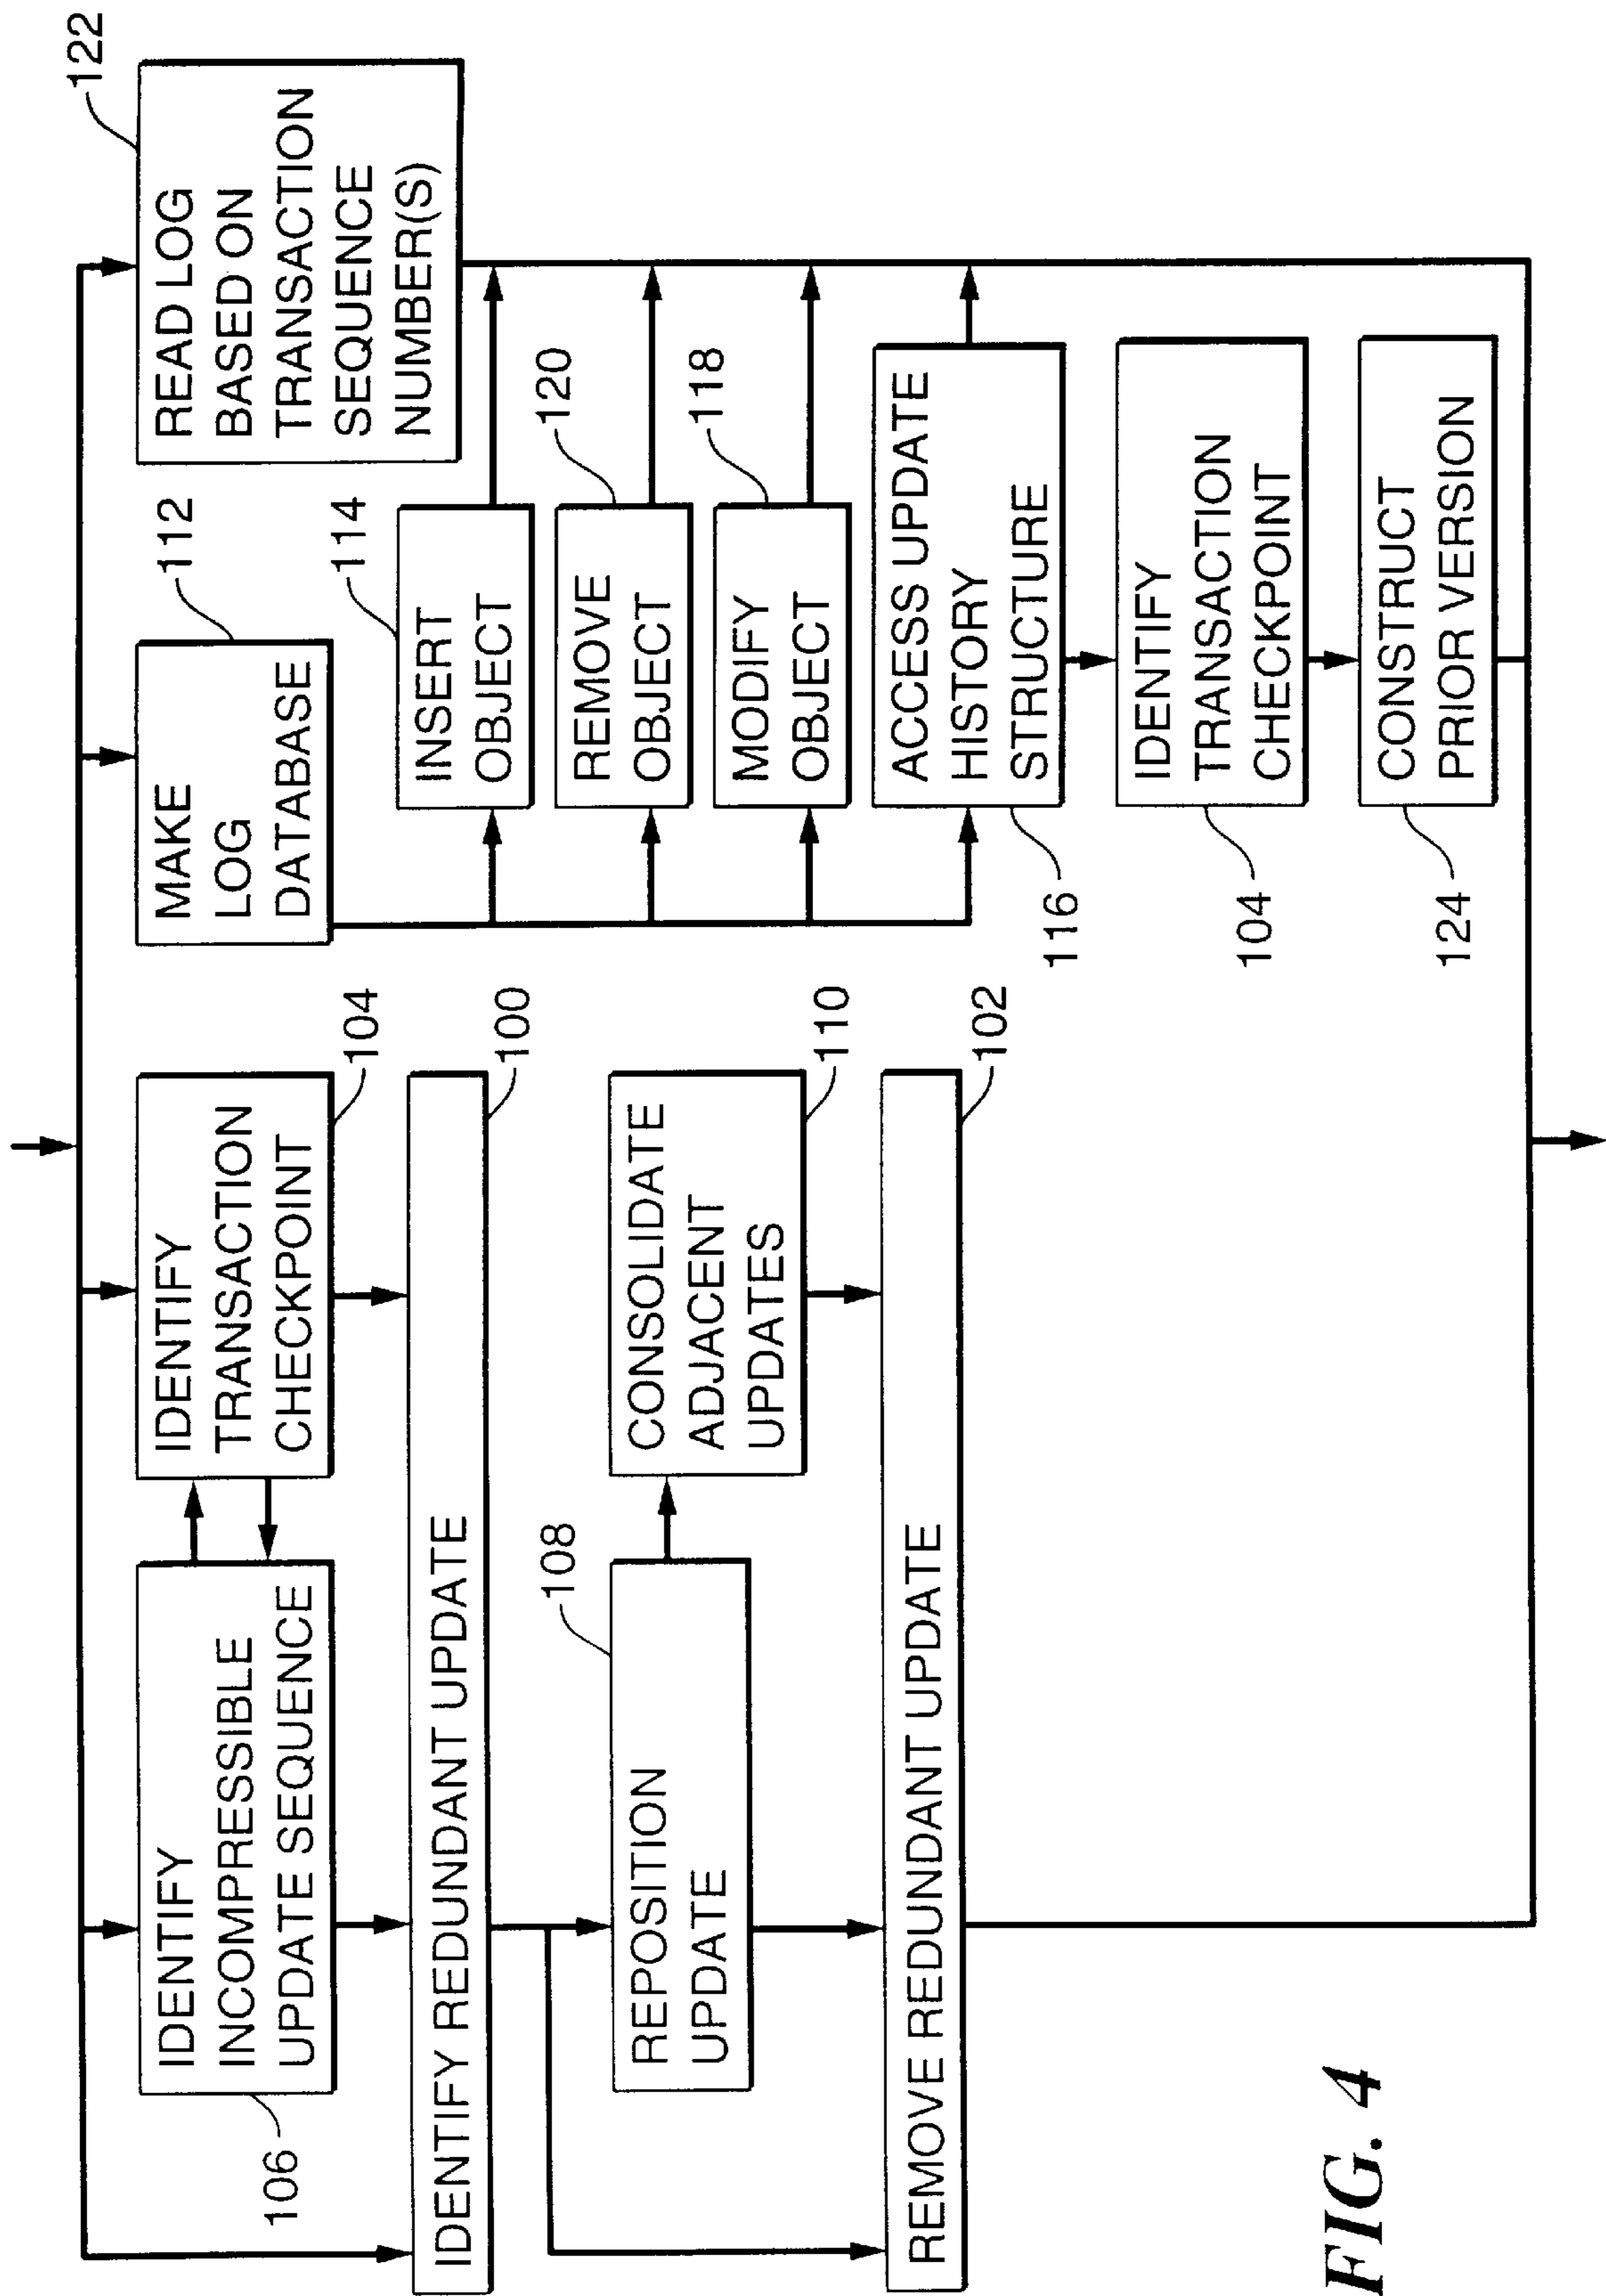 122
READ LOG
BASED ON
TRANSACTION
SEQUENCE
NUMBER(S)
112
MAKE
LOG
DATABASE
104
IDENTIFY
TRANSACTION
CHECKPOINT
IDENTIFY
INCOMPRESSIBLE
UPDATE SEQUENCE
106
100
IDENTIFY REDUNDANT UPDATE
114
INSERT
OBJECT
120
REMOVE
OBJECT
118
MODIFY
OBJECT
ACCESS UPDATE
HISTORY
STRUCTURE
116
IDENTIFY
TRANSACTION
CHECKPOINT
104
CONSTRUCT
PRIOR VERSION
124
108
REPOSITION
UPDATE
CONSOLIDATE
ADJACENT
UPDATES
110
102
REMOVE REDUNDANT UPDATE
FIG. 4